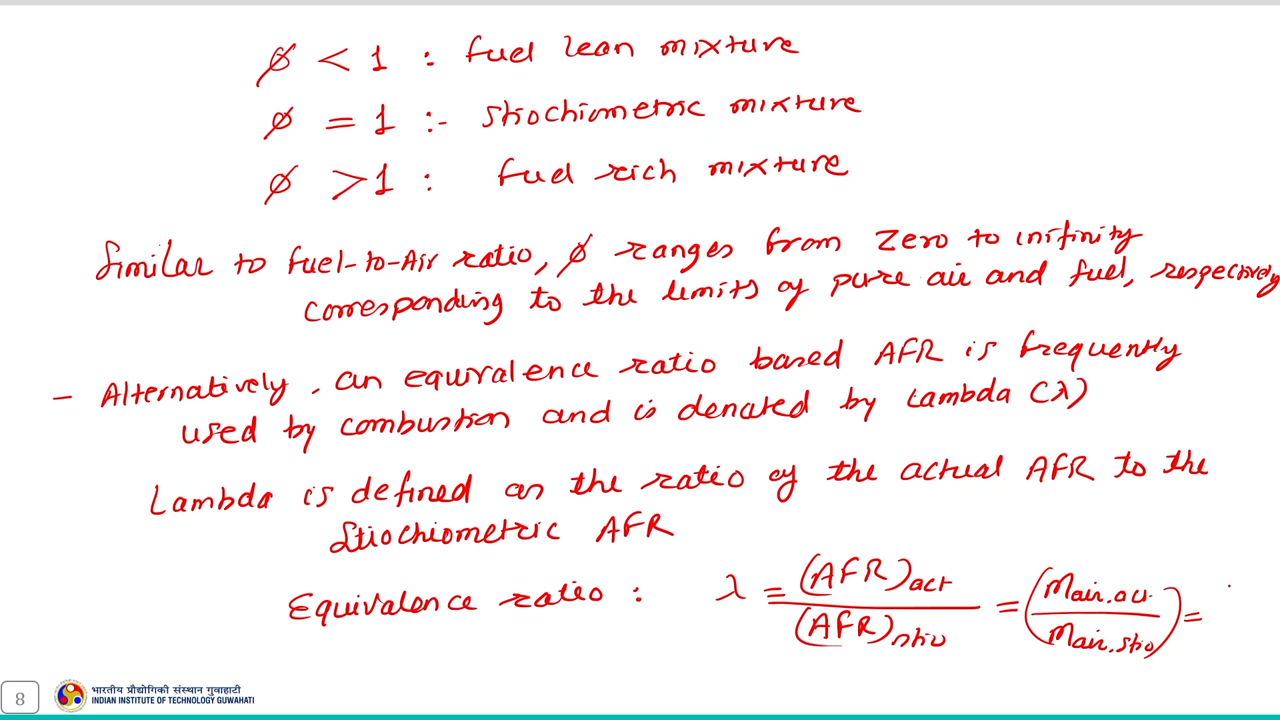 ø < 1 : fuel lean mixture
ø = 1 :- stiochiometric mixture
ø > 1 : fuel rich mixture
Similar to fuel-to-Air ratio, ø ranges from zero to inifinity
corresponding to the limits of pure air and fuel, respectively
- Alternatively, an equivalence ratio based AFR is frequently
used by combustion and is denated by Lambda (λ)
Lambda is defined as the ratio of the actual AFR to the
Stiochiometric AFR
Equivalence ratio : λ = (AFR)act / (AFR)stio = (Mair,act / Mair,stio) =
8
भारतीय प्रौद्योगिकी संस्थान गुवाहाटी
INDIAN INSTITUTE OF TECHNOLOGY GUWAHATI